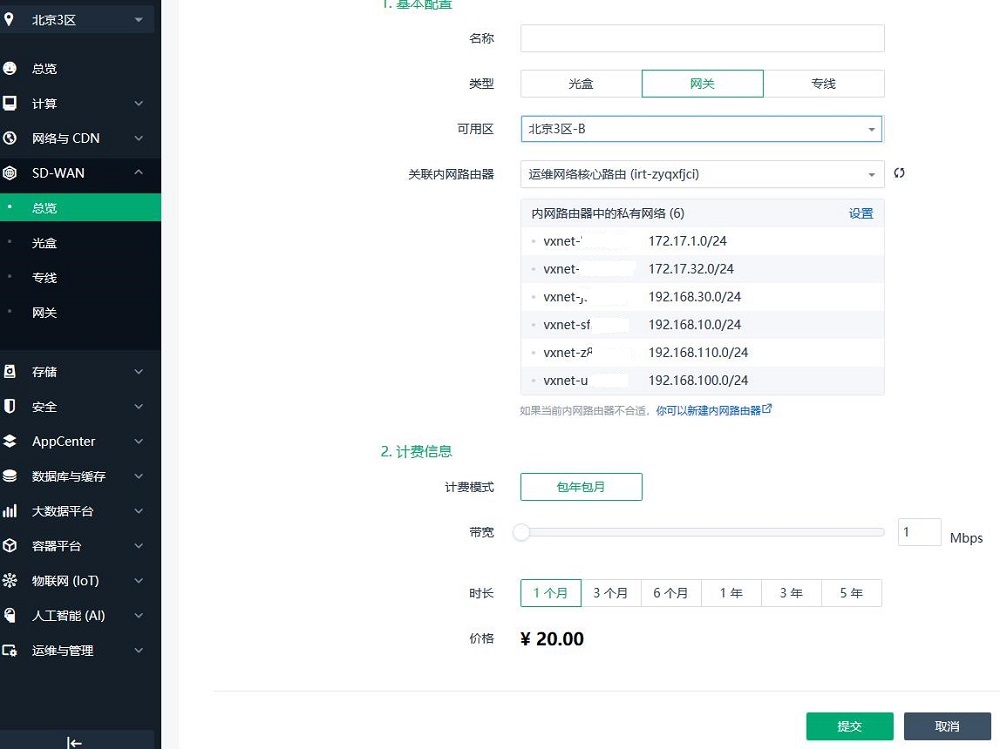 北京3区
总览
计算
网络与 CDN
SD-WAN
总览
光盒
专线
网关
存储
安全
AppCenter
数据库与缓存
大数据平台
容器平台
物联网 (IoT)
人工智能 (AI)
运维与管理
1. 基本配置
名称
类型 光盒 网关 专线
可用区 北京3区-B
关联内网路由器 运维网络核心路由 (irt-zyqxfjci)
内网路由器中的私有网络 (6) 设置
vxnet- 172.17.1.0/24
vxnet- 172.17.32.0/24
vxnet- 192.168.30.0/24
vxnet-sf 192.168.10.0/24
vxnet-z 192.168.110.0/24
vxnet-u 192.168.100.0/24
如果当前内网路由器不合适，你可以新建内网路由器
2. 计费信息
计费模式 包年包月
带宽 1 Mbps
时长 1 个月 3 个月 6 个月 1 年 3 年 5 年
价格 ¥ 20.00
提交 取消